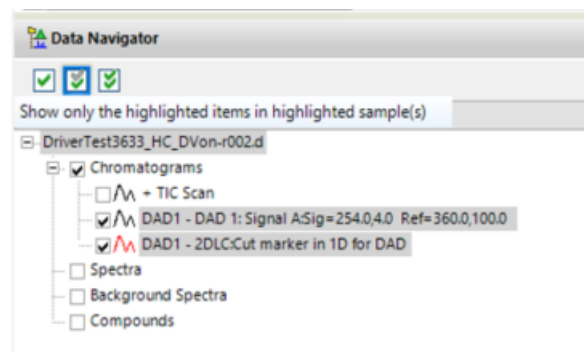 Data Navigator
Show only the highlighted items in highlighted sample(s)
DriverTest3633_HC_DVon-r002.d
Chromatograms
+ TIC Scan
DAD1 - DAD 1: Signal A:Sig=254.0,4.0 Ref=360.0,100.0
DAD1 - 2DLC:Cut marker in 1D for DAD
Spectra
Background Spectra
Compounds